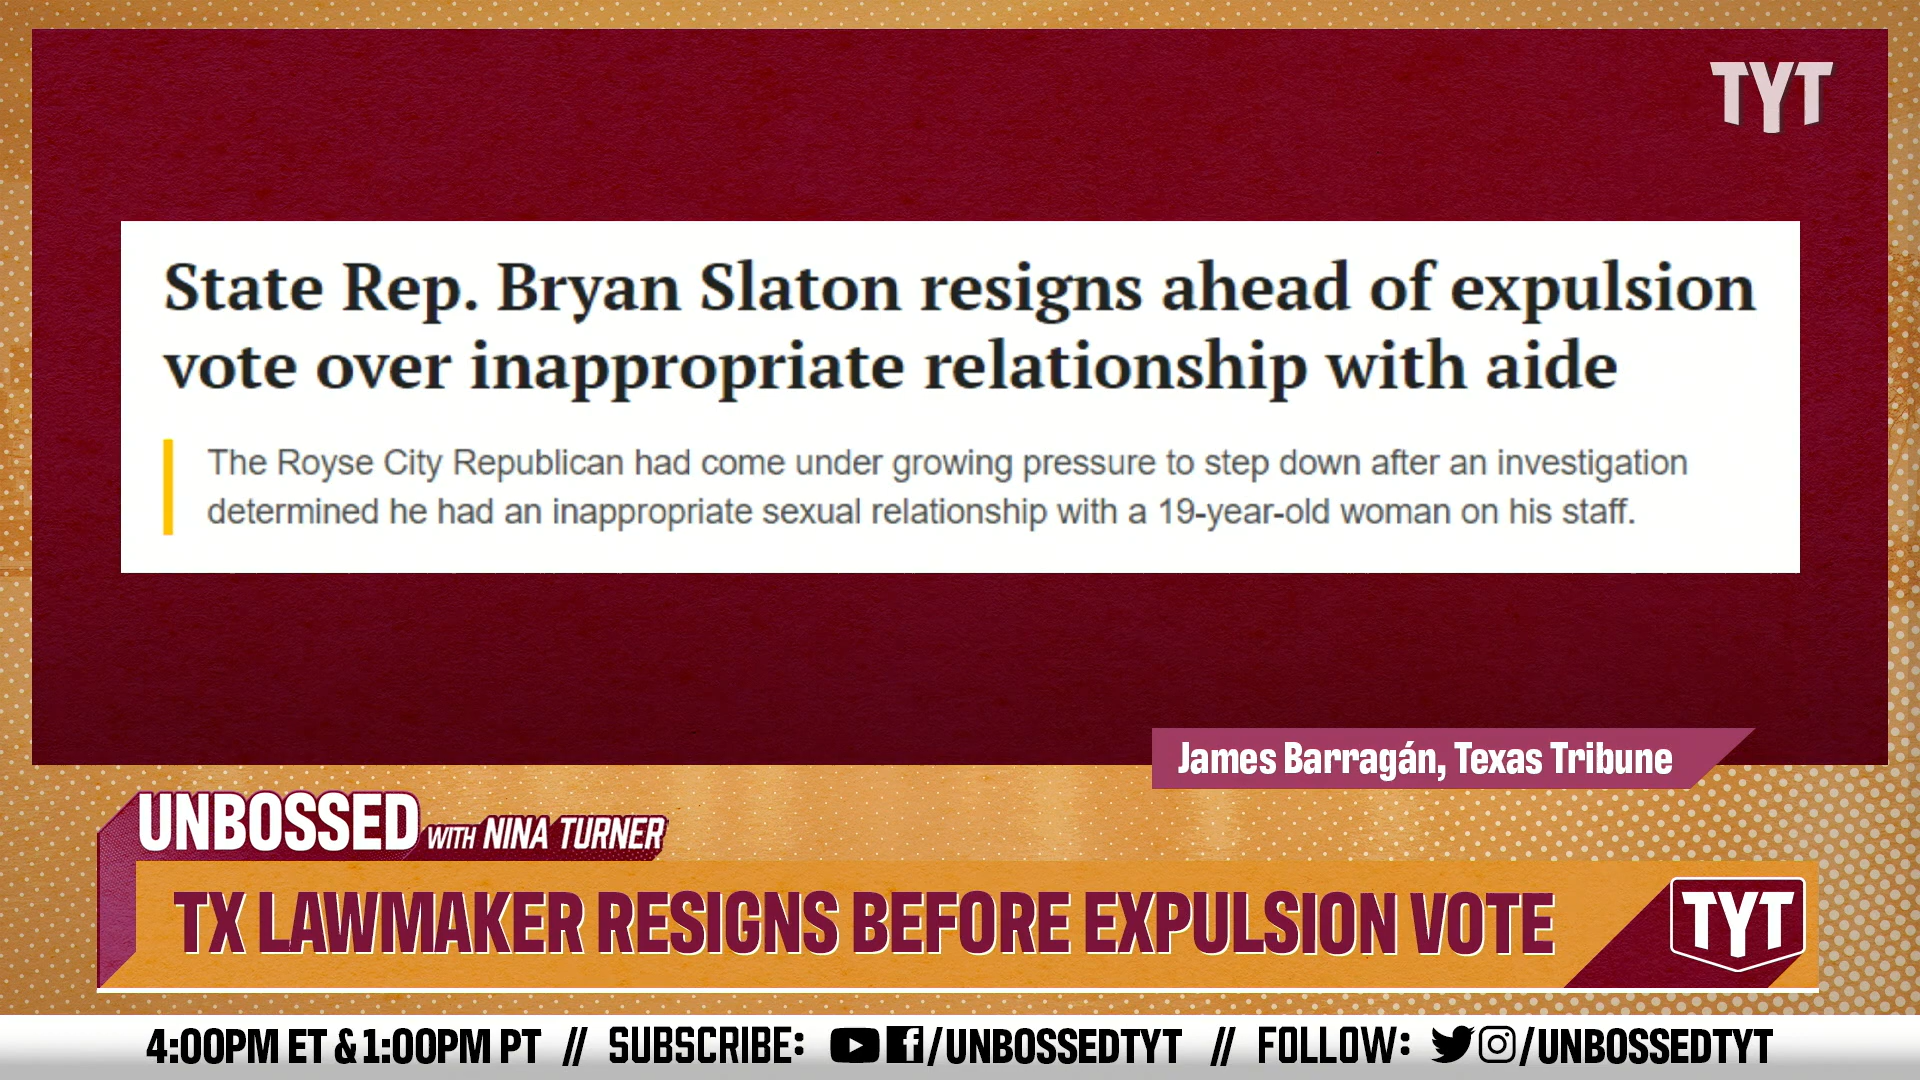 TYT
State Rep. Bryan Slaton resigns ahead of expulsion
vote over inappropriate relationship with aide
The Royse City Republican had come under growing pressure to step down after an investigation
determined he had an inappropriate sexual relationship with a 19-year-old woman on his staff.
James Barragán, Texas Tribune
UNBOSSED WITH NINA TURNER
TX LAWMAKER RESIGNS BEFORE EXPULSION VOTE
TYT
4:00PM ET & 1:00PM PT // SUBSCRIBE: /UNBOSSEDTYT // FOLLOW: /UNBOSSEDTYT